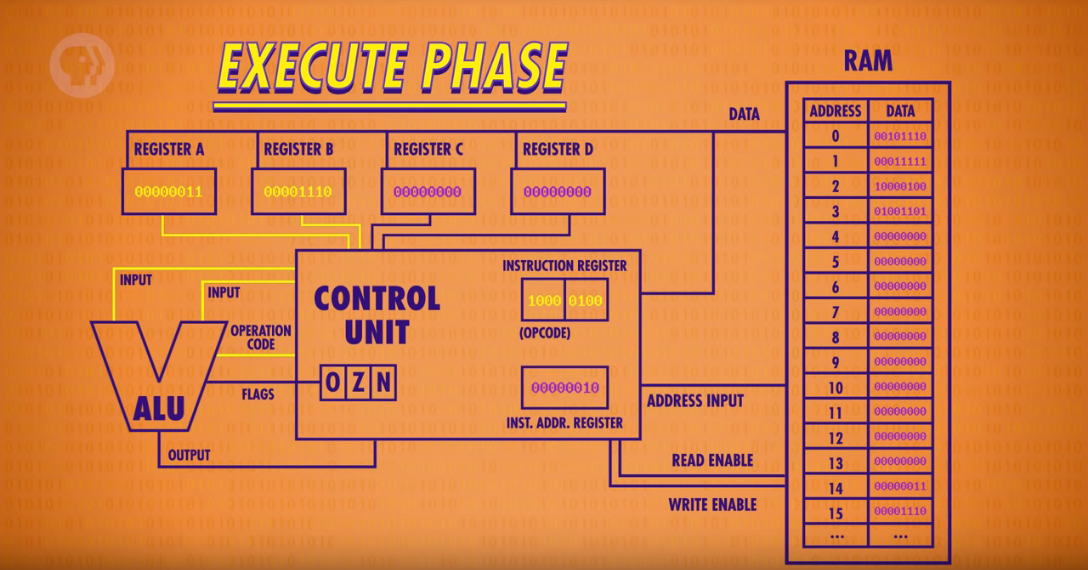 EXECUTE PHASE
RAM
DATA
ADDRESS DATA
0 00101110
1 00011111
2 10000100
3 01001101
4 00000000
5 00000000
6 00000000
7 00000000
8 00000000
9 00000000
10 00000000
11 00000000
12 00000000
13 00000000
14 00000011
15 00001110
... ...
REGISTER A
00000011
REGISTER B
00001110
REGISTER C
00000000
REGISTER D
00000000
INPUT
INPUT
OPERATION
CODE
FLAGS
ALU
OUTPUT
CONTROL
UNIT
O Z N
INSTRUCTION REGISTER
1000 0100
(OPCODE)
00000010
INST. ADDR. REGISTER
ADDRESS INPUT
READ ENABLE
WRITE ENABLE